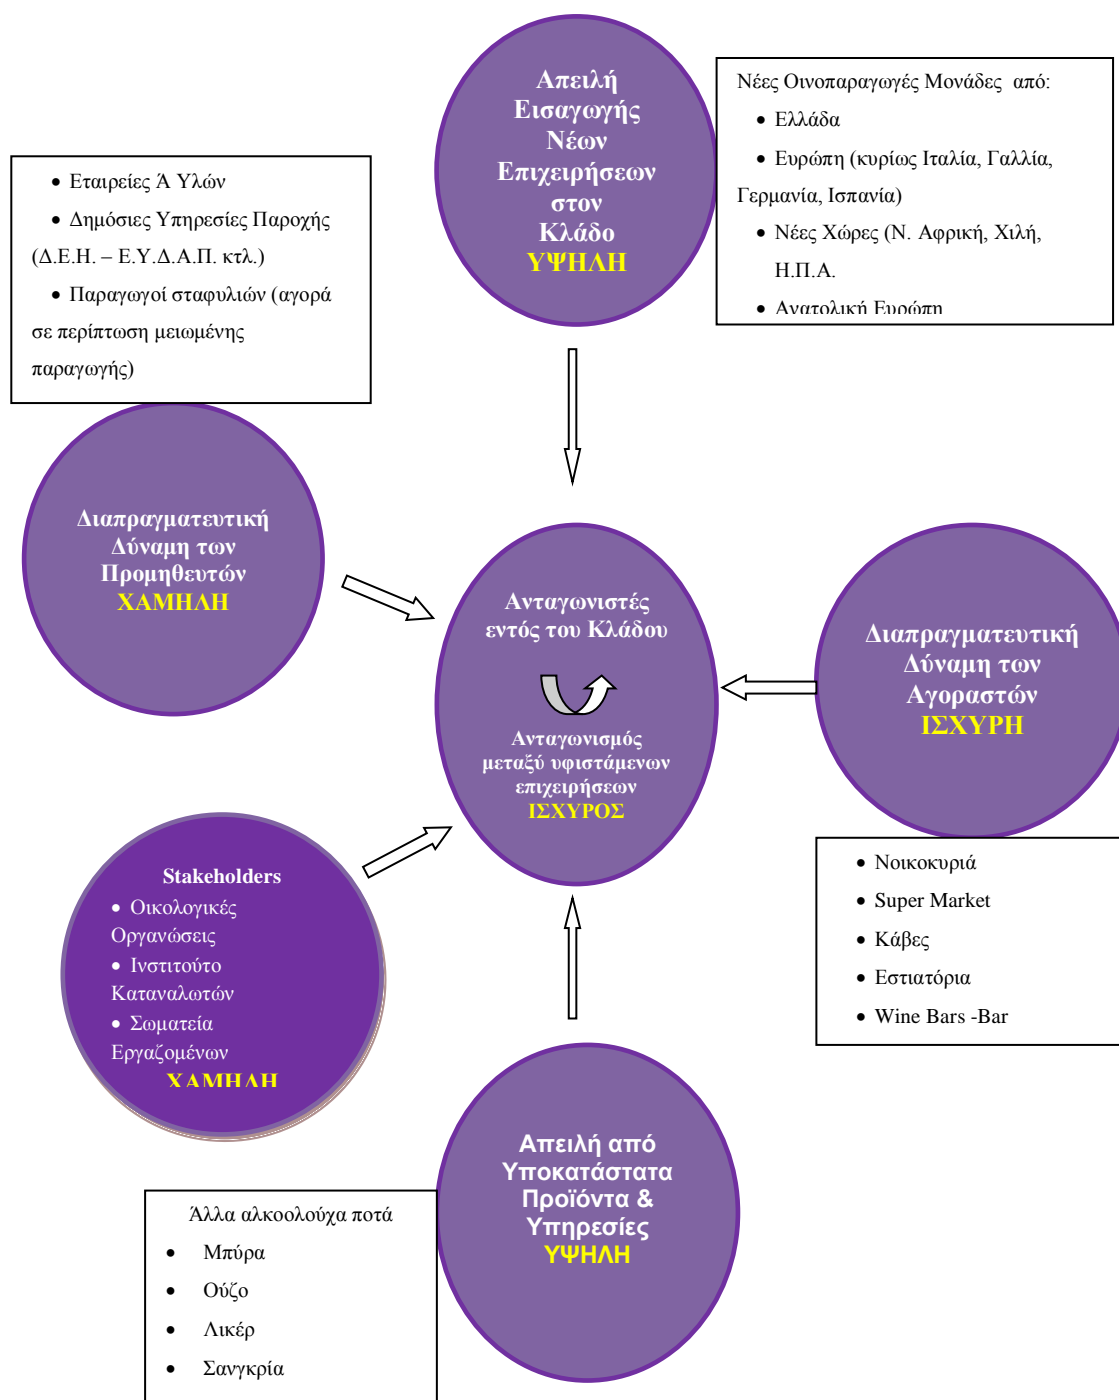 Απειλή
Εισαγωγής
Νέων
Επιχειρήσεων
στον
Κλάδο
ΥΨΗΛΗ
Νέες Οινοπαραγωγές Μονάδες από:
• Ελλάδα
• Ευρώπη (κυρίως Ιταλία, Γαλλία,
Γερμανία, Ισπανία)
• Νέες Χώρες (Ν. Αφρική, Χιλή,
Η.Π.Α.
• Ανατολική Ευρώπη
• Εταιρείες Ά Υλών
• Δημόσιες Υπηρεσίες Παροχής
(Δ.Ε.Η. – Ε.Υ.Δ.Α.Π. κτλ.)
• Παραγωγοί σταφυλιών (αγορά
σε περίπτωση μειωμένης
παραγωγής)
Διαπραγματευτική
Δύναμη των
Προμηθευτών
ΧΑΜΗΛΗ
Ανταγωνιστές
εντός του Κλάδου
Ανταγωνισμός
μεταξύ υφιστάμενων
επιχειρήσεων
ΙΣΧΥΡΟΣ
Διαπραγματευτική
Δύναμη των
Αγοραστών
ΙΣΧΥΡΗ
• Νοικοκυριά
• Super Market
• Κάβες
• Εστιατόρια
• Wine Bars -Bar
Stakeholders
• Οικολογικές
Οργανώσεις
• Ινστιτούτο
Καταναλωτών
• Σωματεία
Εργαζομένων
ΧΑΜΗΛΗ
Απειλή από
Υποκατάστατα
Προϊόντα &
Υπηρεσίες
ΥΨΗΛΗ
Άλλα αλκοολούχα ποτά
• Μπύρα
• Ούζο
• Λικέρ
• Σανγκρία